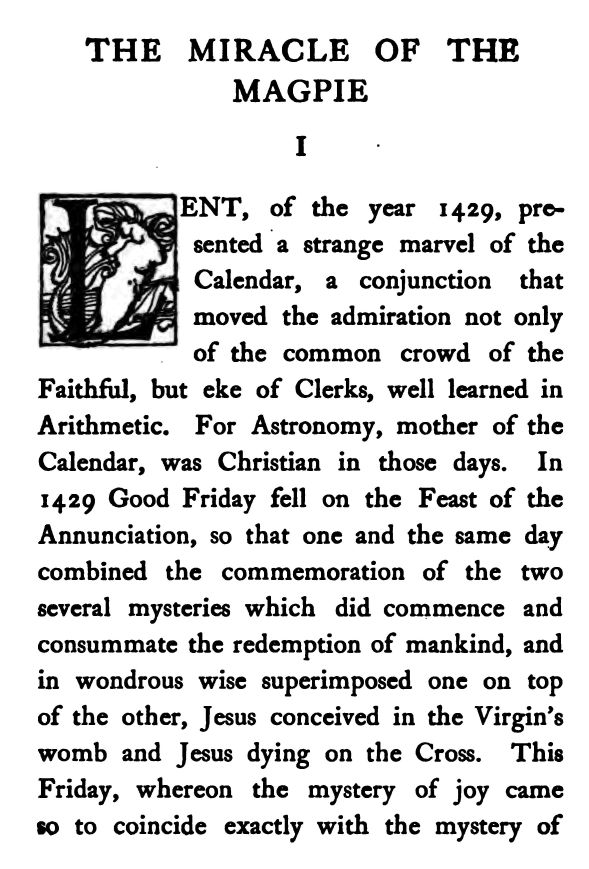 THE MIRACLE OF THE
MAGPIE
I
LENT, of the year 1429, pre-
sented a strange marvel of the
Calendar, a conjunction that
moved the admiration not only
of the common crowd of the
Faithful, but eke of Clerks, well learned in
Arithmetic. For Astronomy, mother of the
Calendar, was Christian in those days. In
1429 Good Friday fell on the Feast of the
Annunciation, so that one and the same day
combined the commemoration of the two
several mysteries which did commence and
consummate the redemption of mankind, and
in wondrous wise superimposed one on top
of the other, Jesus conceived in the Virgin's
womb and Jesus dying on the Cross. This
Friday, whereon the mystery of joy came
so to coincide exactly with the mystery of